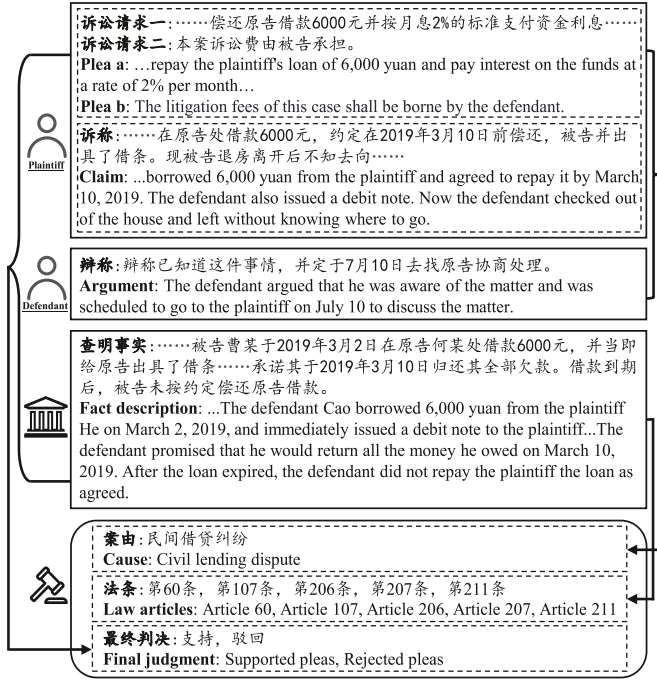 诉讼请求一:……偿还原告借款6000元并按月息2%的标准支付资金利息……
诉讼请求二:本案诉讼费由被告承担。
Plea a: …repay the plaintiff's loan of 6,000 yuan and pay interest on the funds at
a rate of 2% per month…
Plea b: The litigation fees of this case shall be borne by the defendant.
Plaintiff
诉称:……在原告处借款6000元，约定在2019年3月10日前偿还，被告并出
具了借条。现被告退房离开后不知去向……
Claim: ...borrowed 6,000 yuan from the plaintiff and agreed to repay it by March
10, 2019. The defendant also issued a debit note. Now the defendant checked out
of the house and left without knowing where to go.
Defendant
辩称:辩称已知道这件事情，并定于7月10日去找原告协商处理。
Argument: The defendant argued that he was aware of the matter and was
scheduled to go to the plaintiff on July 10 to discuss the matter.
查明事实:……被告曹某于2019年3月2日在原告何某处借款6000元，并当即
给原告出具了借条……承诺其于2019年3月10日归还其全部欠款。借款到期
后，被告未按约定偿还原告借款。
Fact description: ...The defendant Cao borrowed 6,000 yuan from the plaintiff
He on March 2, 2019, and immediately issued a debit note to the plaintiff...The
defendant promised that he would return all the money he owed on March 10,
2019. After the loan expired, the defendant did not repay the plaintiff the loan as
agreed.
案由:民间借贷纠纷
Cause: Civil lending dispute
法条:第60条，第107条，第206条，第207条，第211条
Law articles: Article 60, Article 107, Article 206, Article 207, Article 211
最终判决:支持，驳回
Final judgment: Supported pleas, Rejected pleas